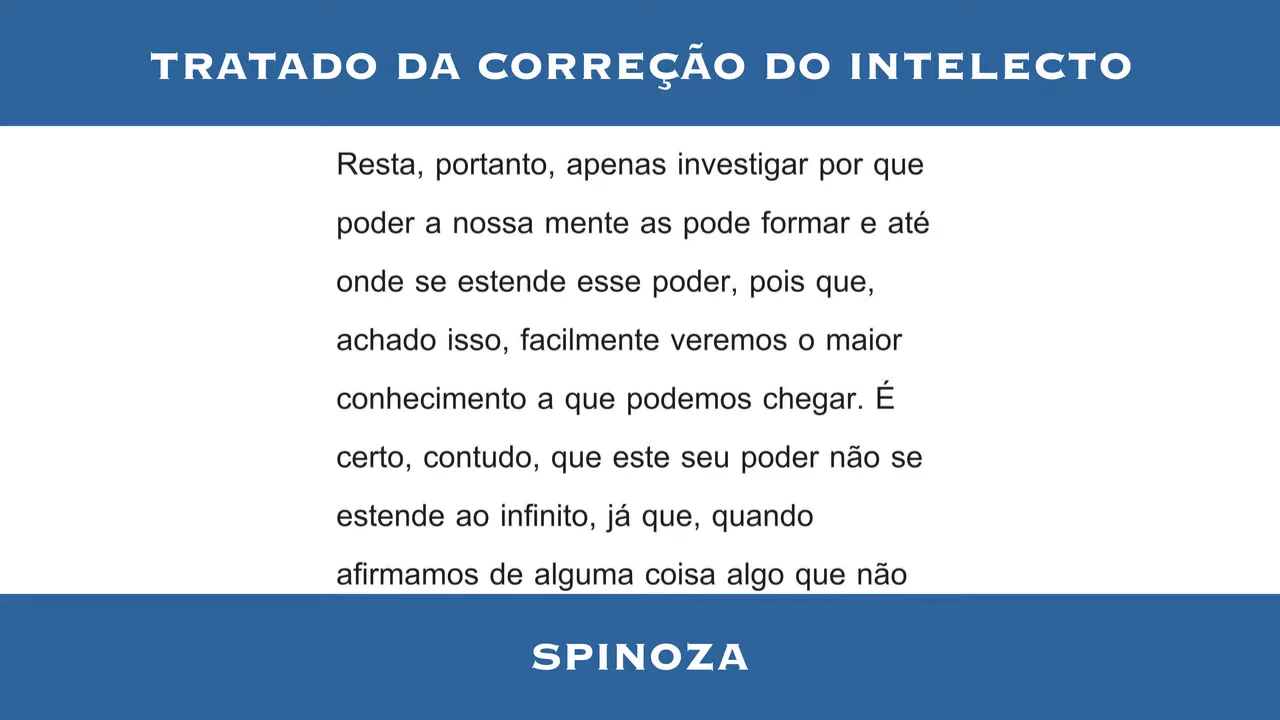 TRATADO DA CORREÇÃO DO INTELECTO
Resta, portanto, apenas investigar por que
poder a nossa mente as pode formar e até
onde se estende esse poder, pois que,
achado isso, facilmente veremos o maior
conhecimento a que podemos chegar. É
certo, contudo, que este seu poder não se
estende ao infinito, já que, quando
afirmamos de alguma coisa algo que não
SPINOZA